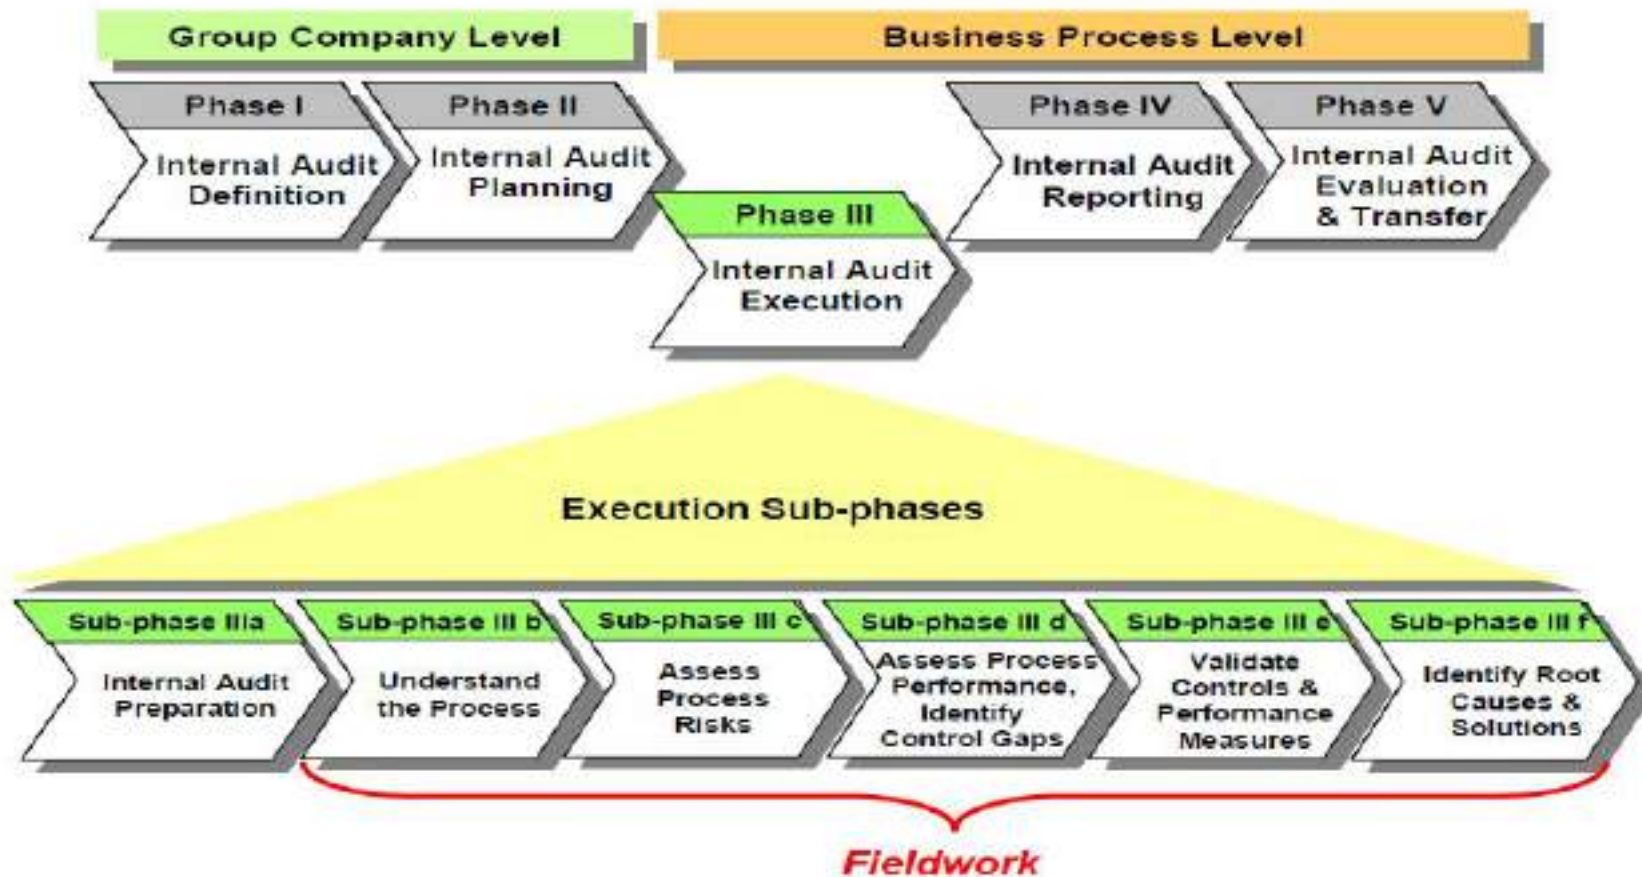 Group Company Level
Business Process Level
Phase I
Internal Audit
Definition
Phase II
Internal Audit
Planning
Phase III
Internal Audit
Execution
Phase IV
Internal Audit
Reporting
Phase V
Internal Audit
Evaluation
& Transfer
Execution Sub-phases
Sub-phase IIIa
Internal Audit
Preparation
Sub-phase III b
Understand
the Process
Sub-phase III c
Assess
Process
Risks
Sub-phase III d
Assess Process
Performance,
Identify
Control Gaps
Sub-phase III e
Validate
Controls &
Performance
Measures
Sub-phase III f
Identify Root
Causes &
Solutions
Fieldwork